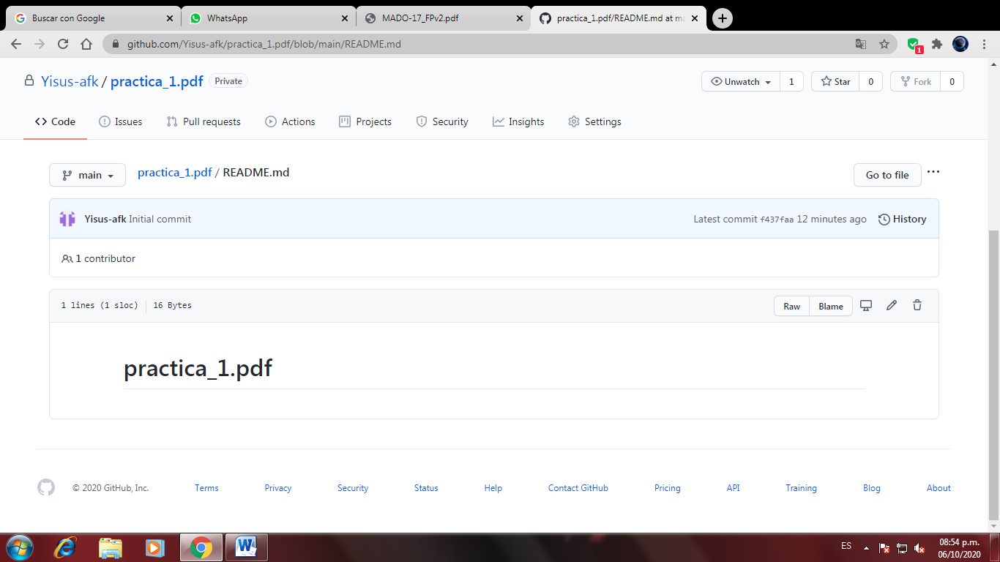 Buscar con Google
WhatsApp
MADO-17_FPv2.pdf
practica_1.pdf/README.md at ma
github.com/Yisus-afk/practica_1.pdf/blob/main/README.md
1
Yisus-afk / practica_1.pdf Private
Unwatch 1 Star 0 Fork 0
Code Issues Pull requests Actions Projects Security Insights Settings
main practica_1.pdf / README.md Go to file
Yisus-afk Initial commit Latest commit f437faa 12 minutes ago History
1 contributor
1 lines (1 sloc) 16 Bytes Raw Blame
practica_1.pdf
© 2020 GitHub, Inc. Terms Privacy Security Status Help Contact GitHub Pricing API Training Blog About
ES 08:54 p.m.
06/10/2020